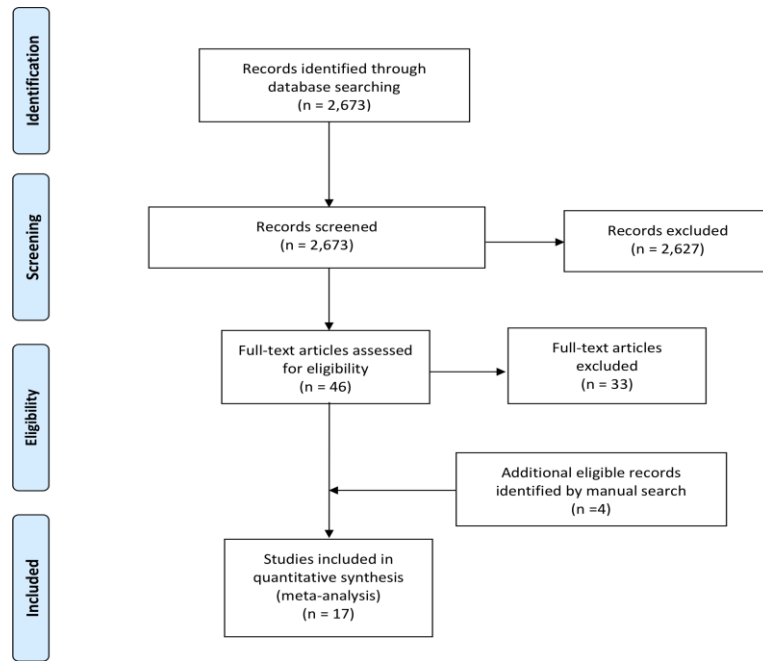 Identification
Records identified through
database searching
(n = 2,673)
Screening
Records screened
(n = 2,673)
Records excluded
(n = 2,627)
Eligibility
Full-text articles assessed
for eligibility
(n = 46)
Full-text articles
excluded
(n = 33)
Additional eligible records
identified by manual search
(n =4)
Included
Studies included in
quantitative synthesis
(meta-analysis)
(n = 17)